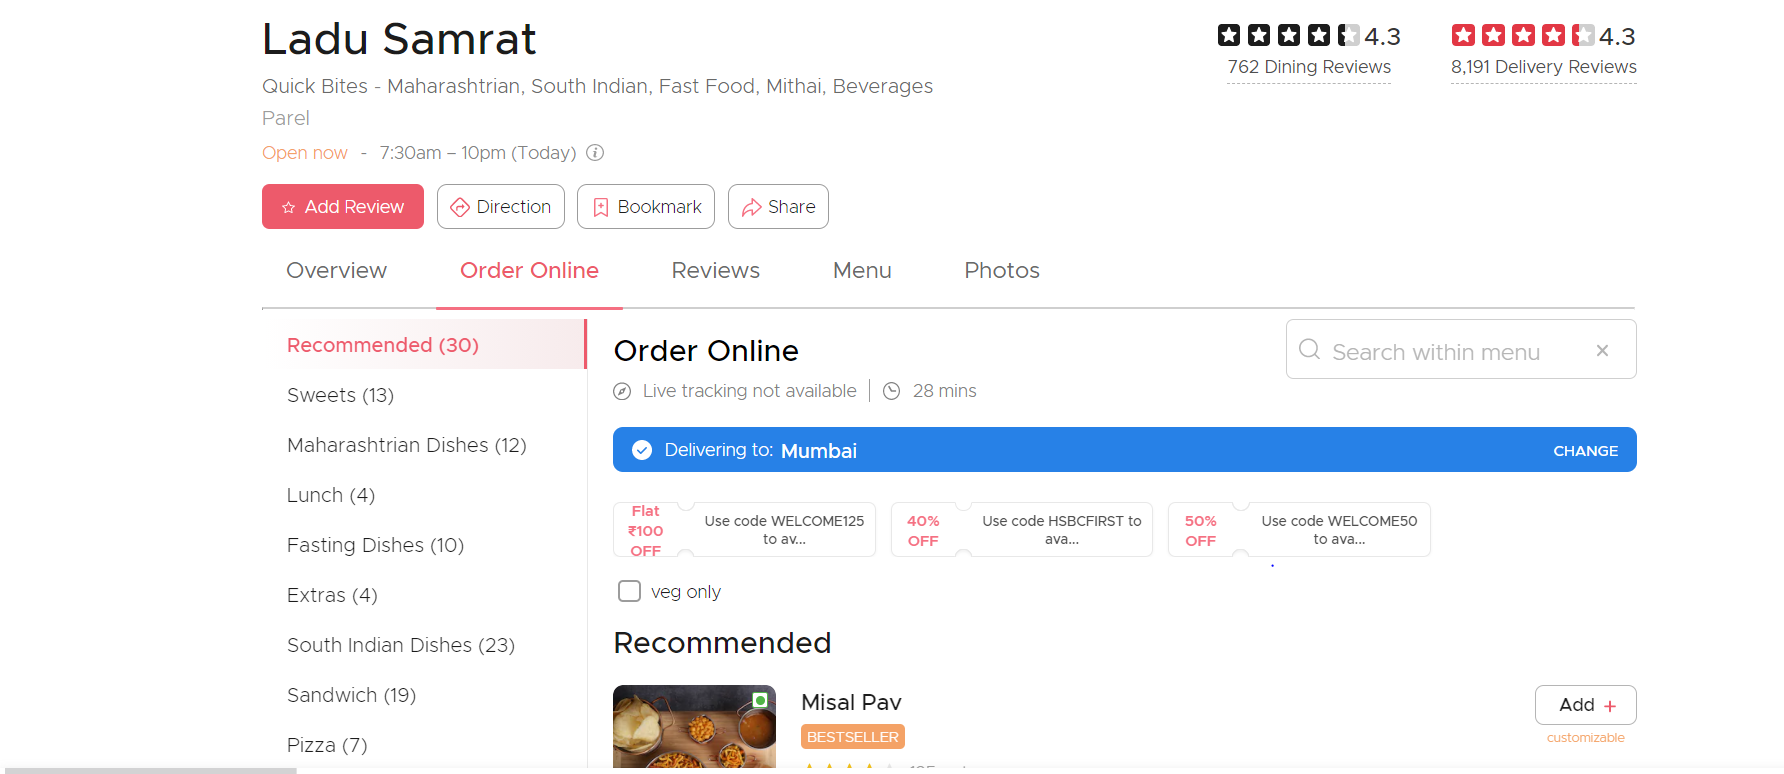 Ladu Samrat
4.3
4.3
762 Dining Reviews
8,191 Delivery Reviews
Quick Bites - Maharashtrian, South Indian, Fast Food, Mithai, Beverages
Parel
Open now - 7:30am – 10pm (Today)
Add Review
Direction
Bookmark
Share
Overview
Order Online
Reviews
Menu
Photos
Recommended (30)
Sweets (13)
Maharashtrian Dishes (12)
Lunch (4)
Fasting Dishes (10)
Extras (4)
South Indian Dishes (23)
Sandwich (19)
Pizza (7)
Order Online
Search within menu
Live tracking not available
28 mins
Delivering to: Mumbai
CHANGE
Flat
₹100
OFF
Use code WELCOME125
to av...
40%
OFF
Use code HSBCFIRST to
ava...
50%
OFF
Use code WELCOME50
to ava...
veg only
Recommended
Misal Pav
BESTSELLER
Add +
customizable